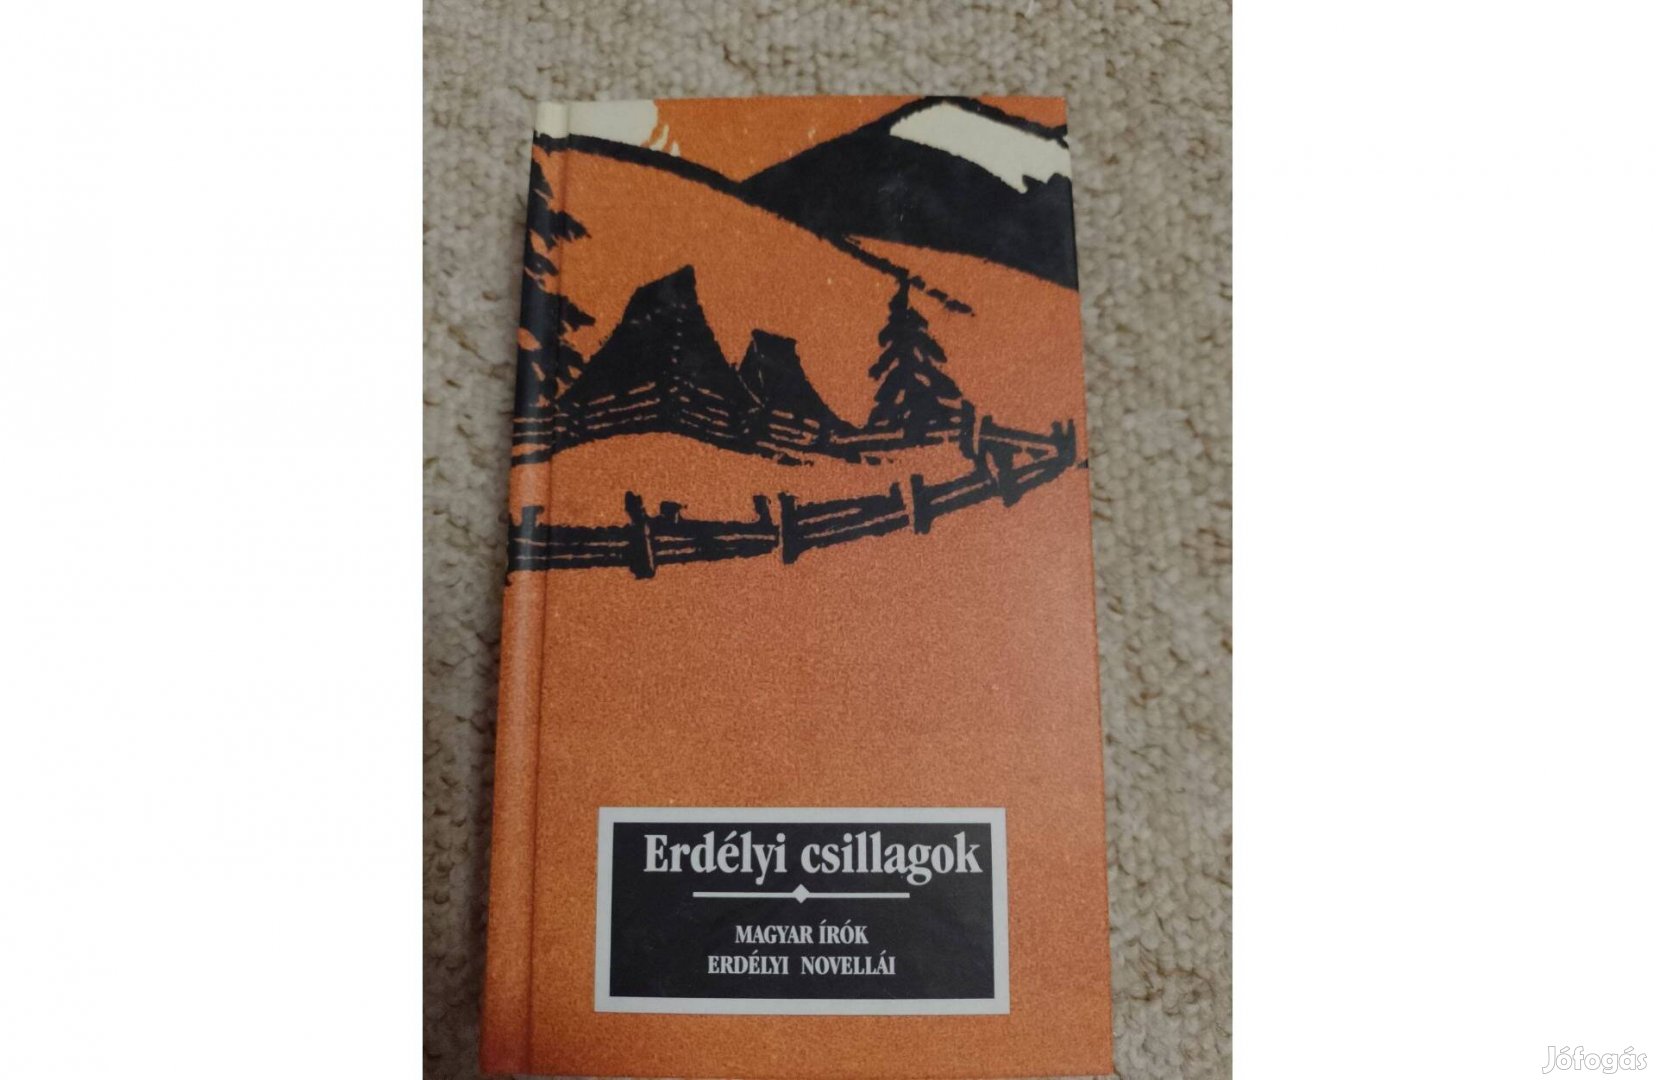 Erdélyi csillagok
MAGYAR ÍRÓK
ERDÉLYI NOVELLÁI
Jófogás